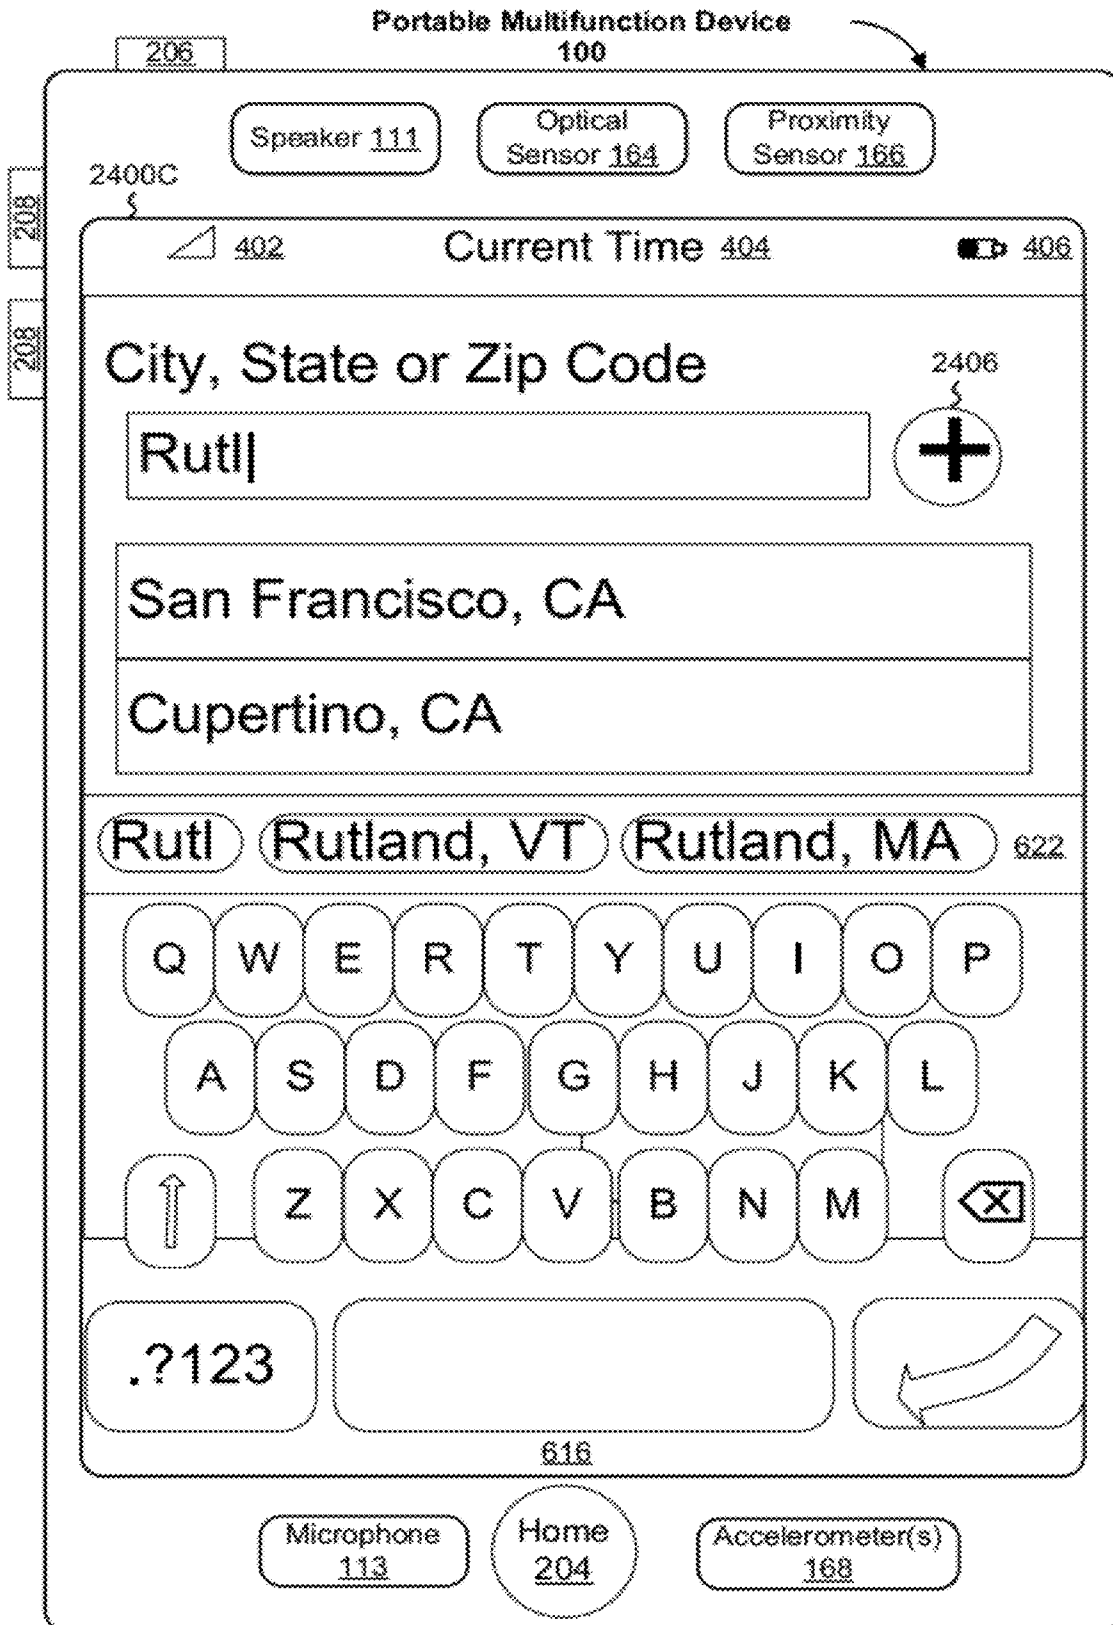 Portable Multifunction Device
100
206
Speaker 111
Optical
Sensor 164
Proximity
Sensor 166
2400C
208
208
402 Current Time 404 406
City, State or Zip Code
2406
Rutl
San Francisco, CA
Cupertino, CA
Rutl Rutland, VT Rutland, MA 622
Q W E R T Y U I O P
A S D F G H J K L
Z X C V B N M
.?123
616
Microphone
113
Home
204
Accelerometer(s)
168